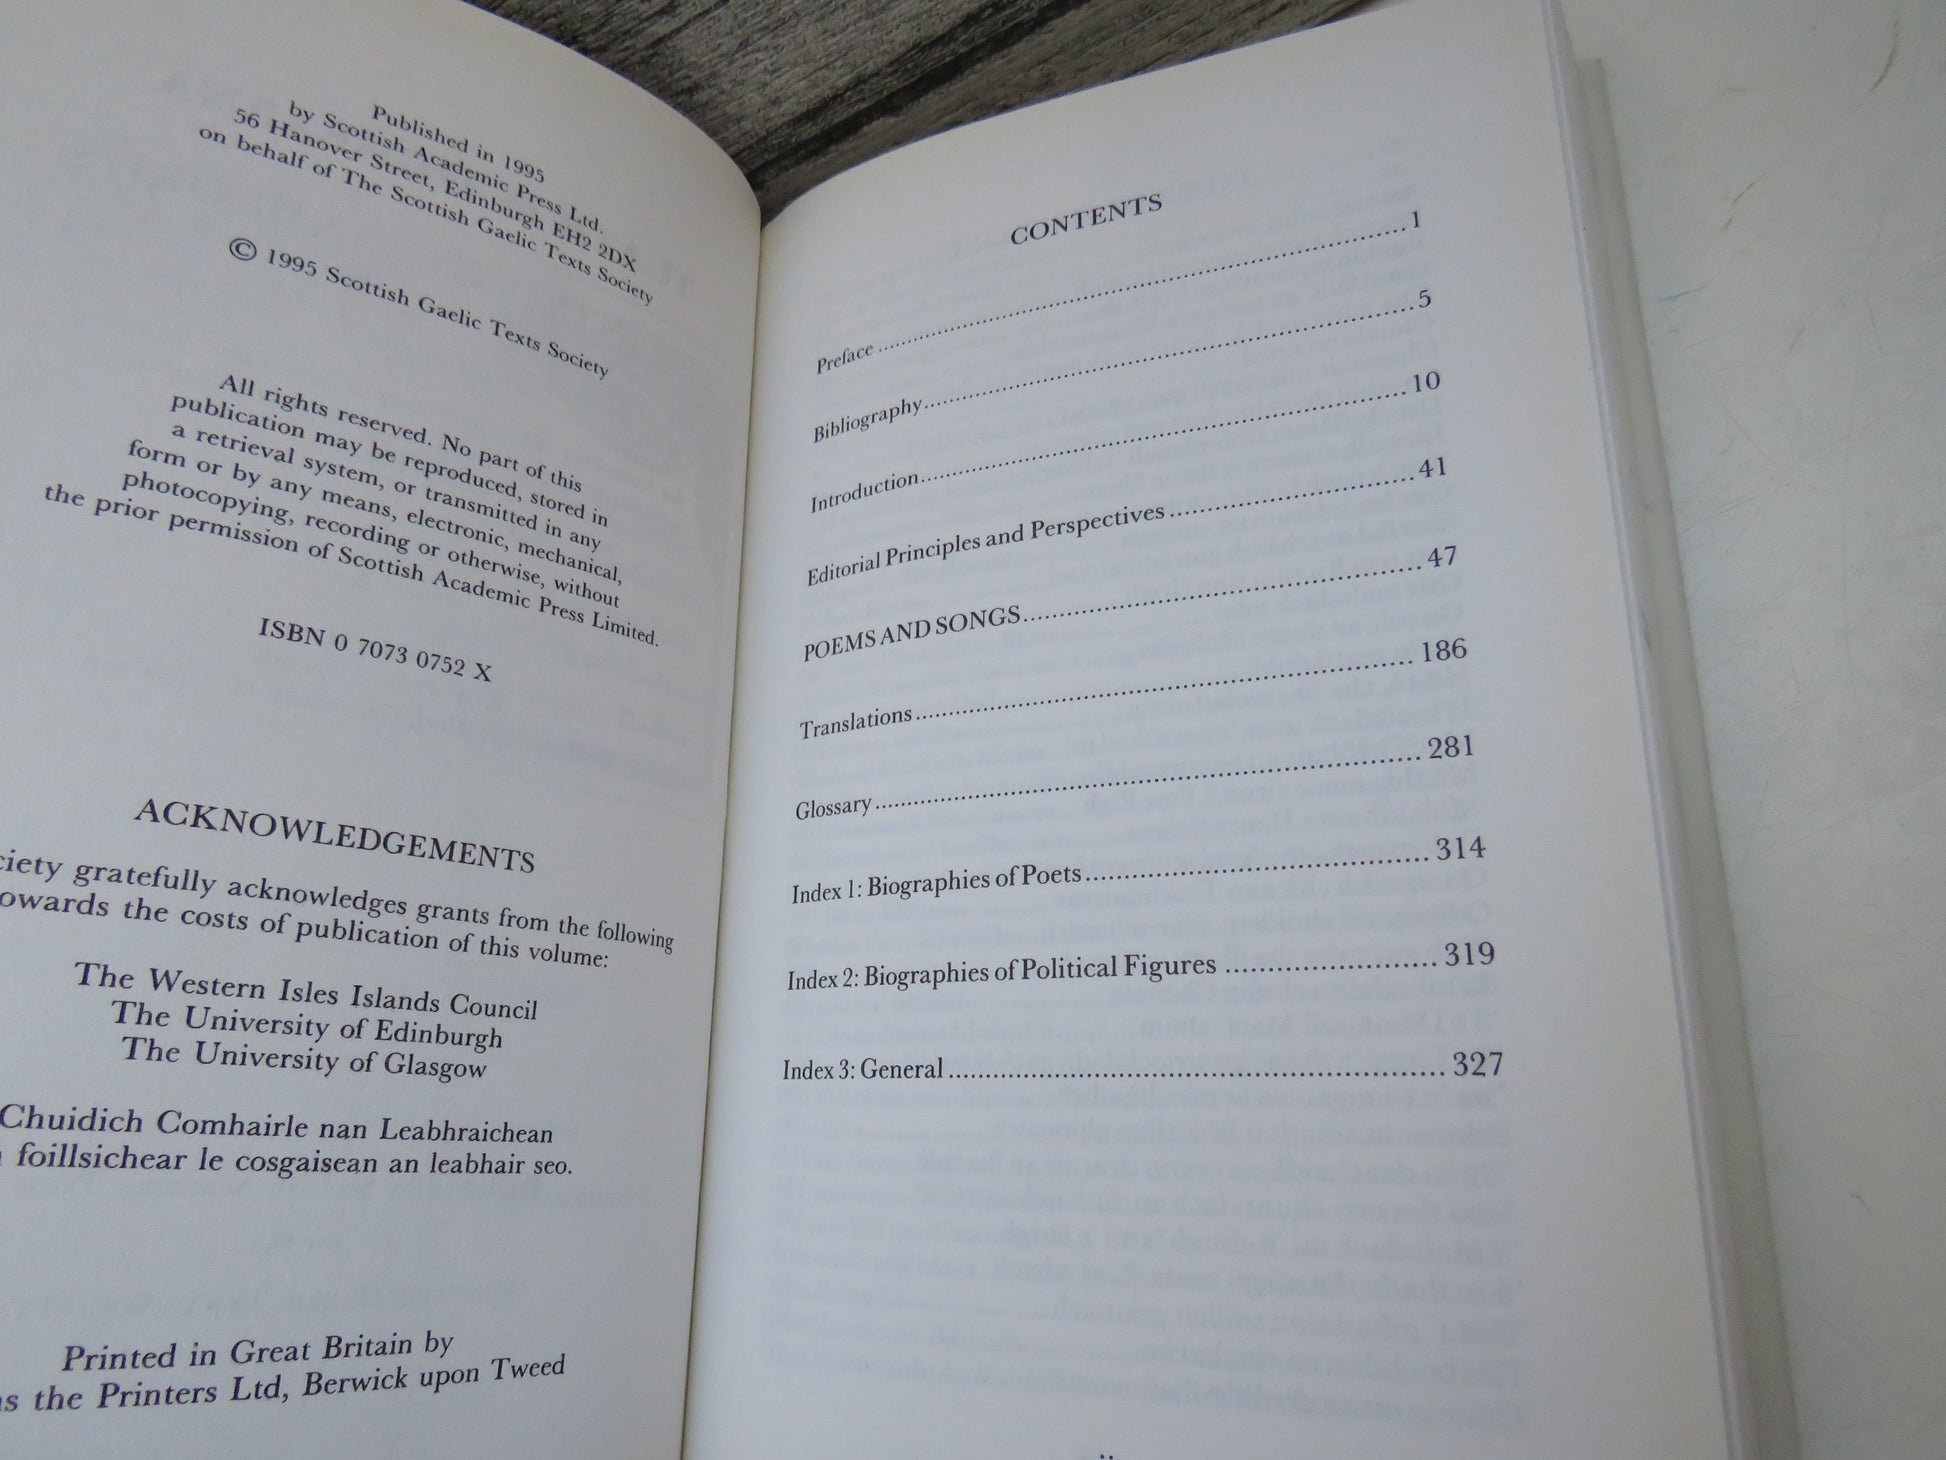 Published in 1995
by Scottish Academic Press Ltd.
56 Hanover Street, Edinburgh EH2 2DX
on behalf of The Scottish Gaelic Texts Society
© 1995 Scottish Gaelic Texts Society
All rights reserved. No part of this
publication may be reproduced, stored in
a retrieval system, or transmitted in any
form or by any means, electronic, mechanical,
photocopying, recording or otherwise, without
the prior permission of Scottish Academic Press Limited.
ISBN 0 7073 0752 X
ACKNOWLEDGEMENTS
gratefully acknowledges grants from the following
towards the costs of publication of this volume:
The Western Isles Islands Council
The University of Edinburgh
The University of Glasgow
Chuidich Comhairle nan Leabhraichean
foillsichear le cosgaisean an leabhair seo.
Printed in Great Britain by
the Printers Ltd, Berwick upon Tweed
CONTENTS
Preface ........ 1
Bibliography ........ 5
Introduction ........ 10
Editorial Principles and Perspectives ........ 41
POEMS AND SONGS ........ 47
Translations ........ 186
Glossary ........ 281
Index 1: Biographies of Poets ........ 314
Index 2: Biographies of Political Figures ........ 319
Index 3: General ........ 327